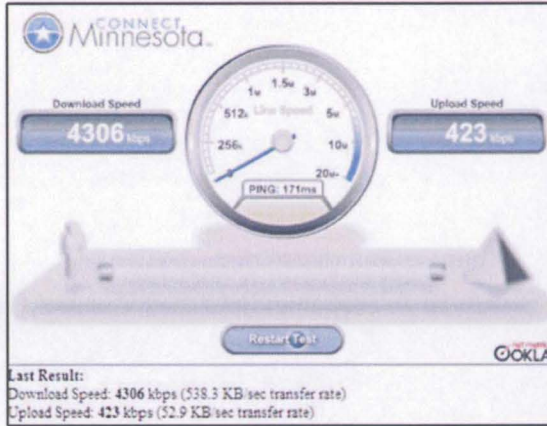 CONNECT
Minnesota
Download Speed
4306 kbps
Upload Speed
423 kbps
256k
512k
1M
1.5M
3M
5M
10M
20M+
Line Speed
PING: 171ms
Restart Test
OOKLA
Last Result:
Download Speed: 4306 kbps (538.3 KB/sec transfer rate)
Upload Speed: 423 kbps (52.9 KB/sec transfer rate)